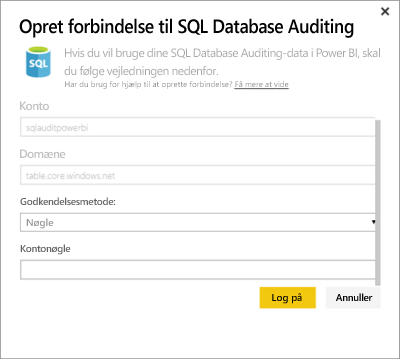 Opret forbindelse til SQL Database Auditing
SQL
Hvis du vil bruge dine SQL Database Auditing-data i Power BI, skal
du følge vejledningen nedenfor.
Har du brug for hjælp til at oprette forbindelse? Få mere at vide
Konto
sqlauditpowerbi
Domæne
table.core.windows.net
Godkendelsesmetode:
Nøgle
Kontonøgle
Log på
Annuller